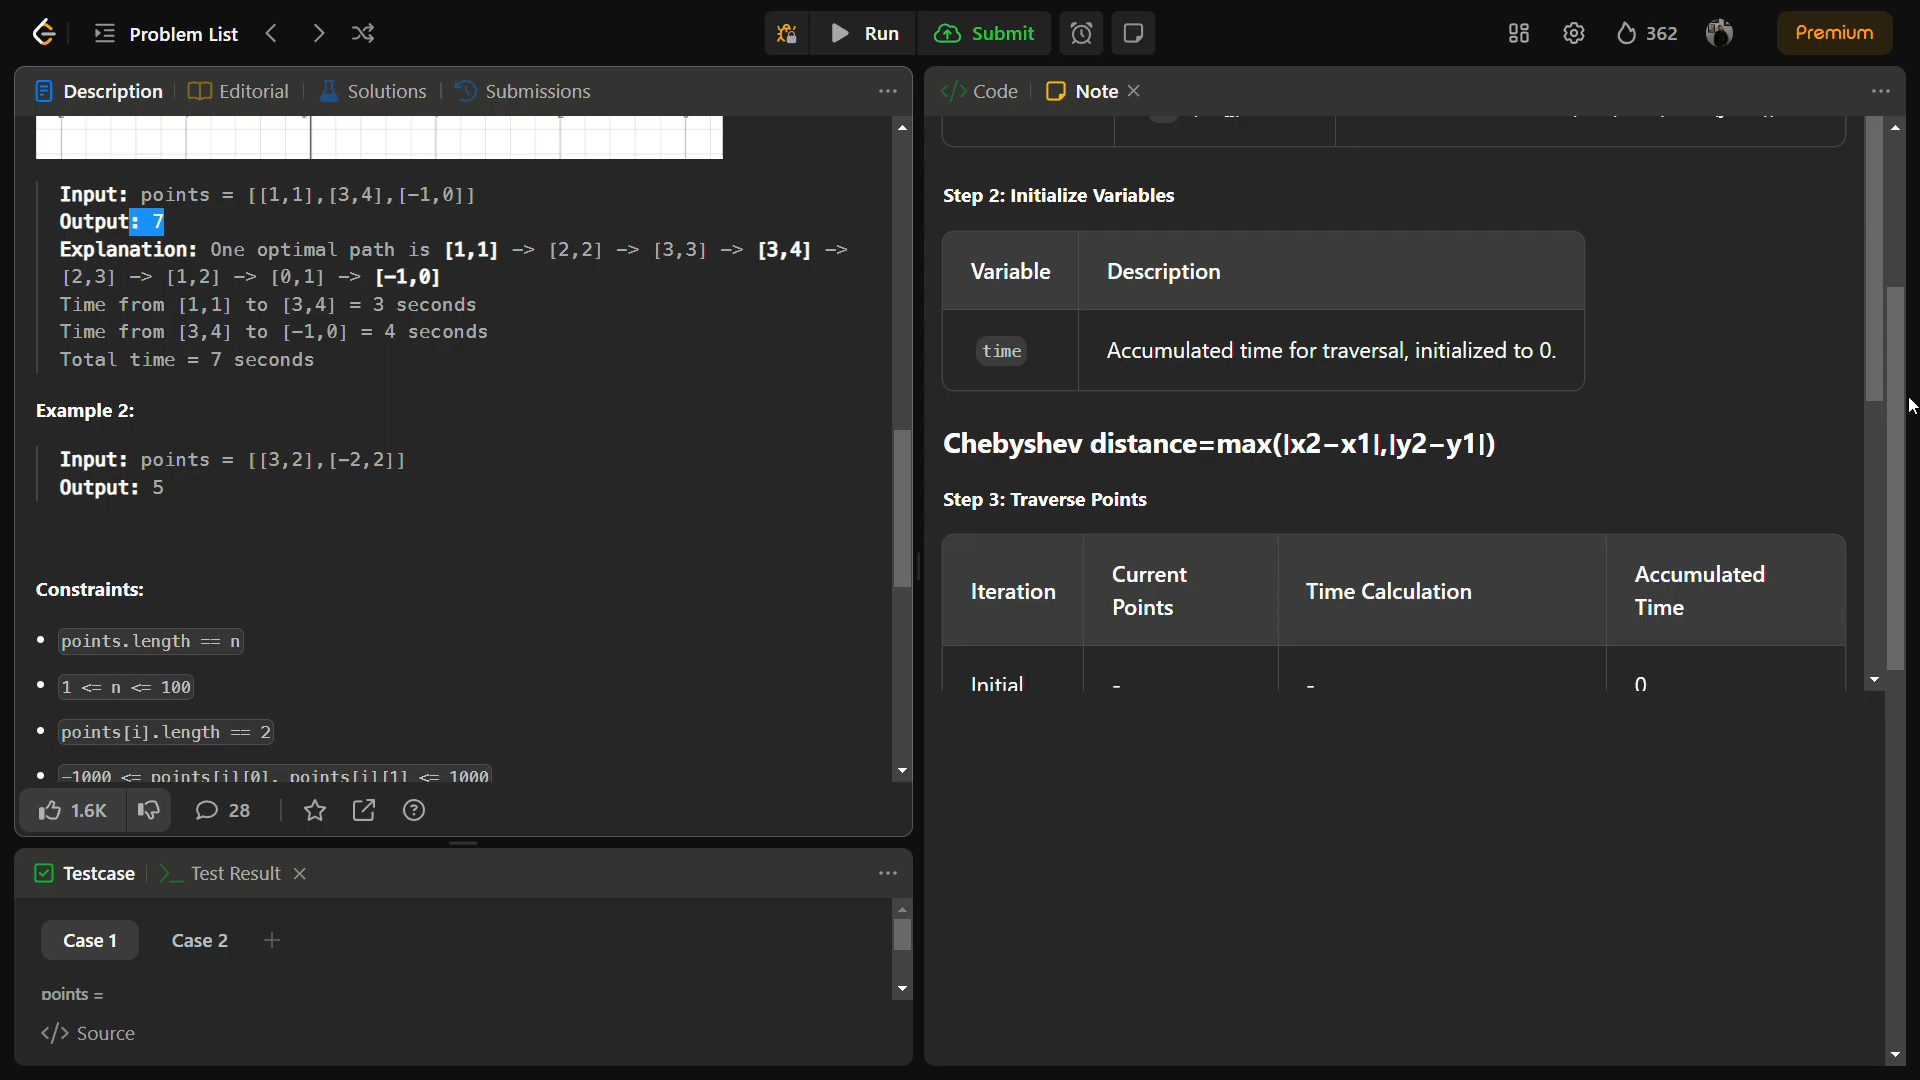 Problem List
Run
Submit
362
Premium
Description
Editorial
Solutions
Submissions
Input: points = [[1,1],[3,4],[-1,0]]
Output: 7
Explanation: One optimal path is [1,1] -> [2,2] -> [3,3] -> [3,4] ->
[2,3] -> [1,2] -> [0,1] -> [-1,0]
Time from [1,1] to [3,4] = 3 seconds
Time from [3,4] to [-1,0] = 4 seconds
Total time = 7 seconds
Example 2:
Input: points = [[3,2],[-2,2]]
Output: 5
Constraints:
• points.length == n
• 1 <= n <= 100
• points[i].length == 2
• -1000 <= points[i][0], points[i][1] <= 1000
1.6K
28
Testcase
Test Result
Case 1
Case 2
points =
</> Source
</> Code
Note
Step 2: Initialize Variables
Variable
Description
time
Accumulated time for traversal, initialized to 0.
Chebyshev distance=max(|x2−x1|,|y2−y1|)
Step 3: Traverse Points
Iteration
Current
Points
Time Calculation
Accumulated
Time
Initial
-
-
0